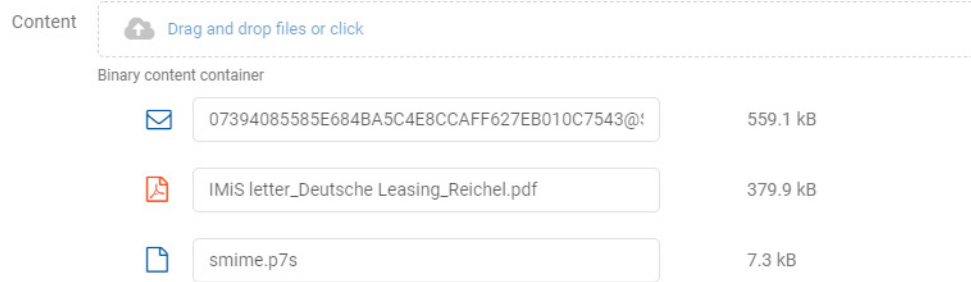 Content
Drag and drop files or click
Binary content container
07394085585E684BA5C4E8CCAFF627EB010C7543@ 559.1 kB
IMiS letter_Deutsche Leasing_Reichel.pdf 379.9 kB
smime.p7s 7.3 kB